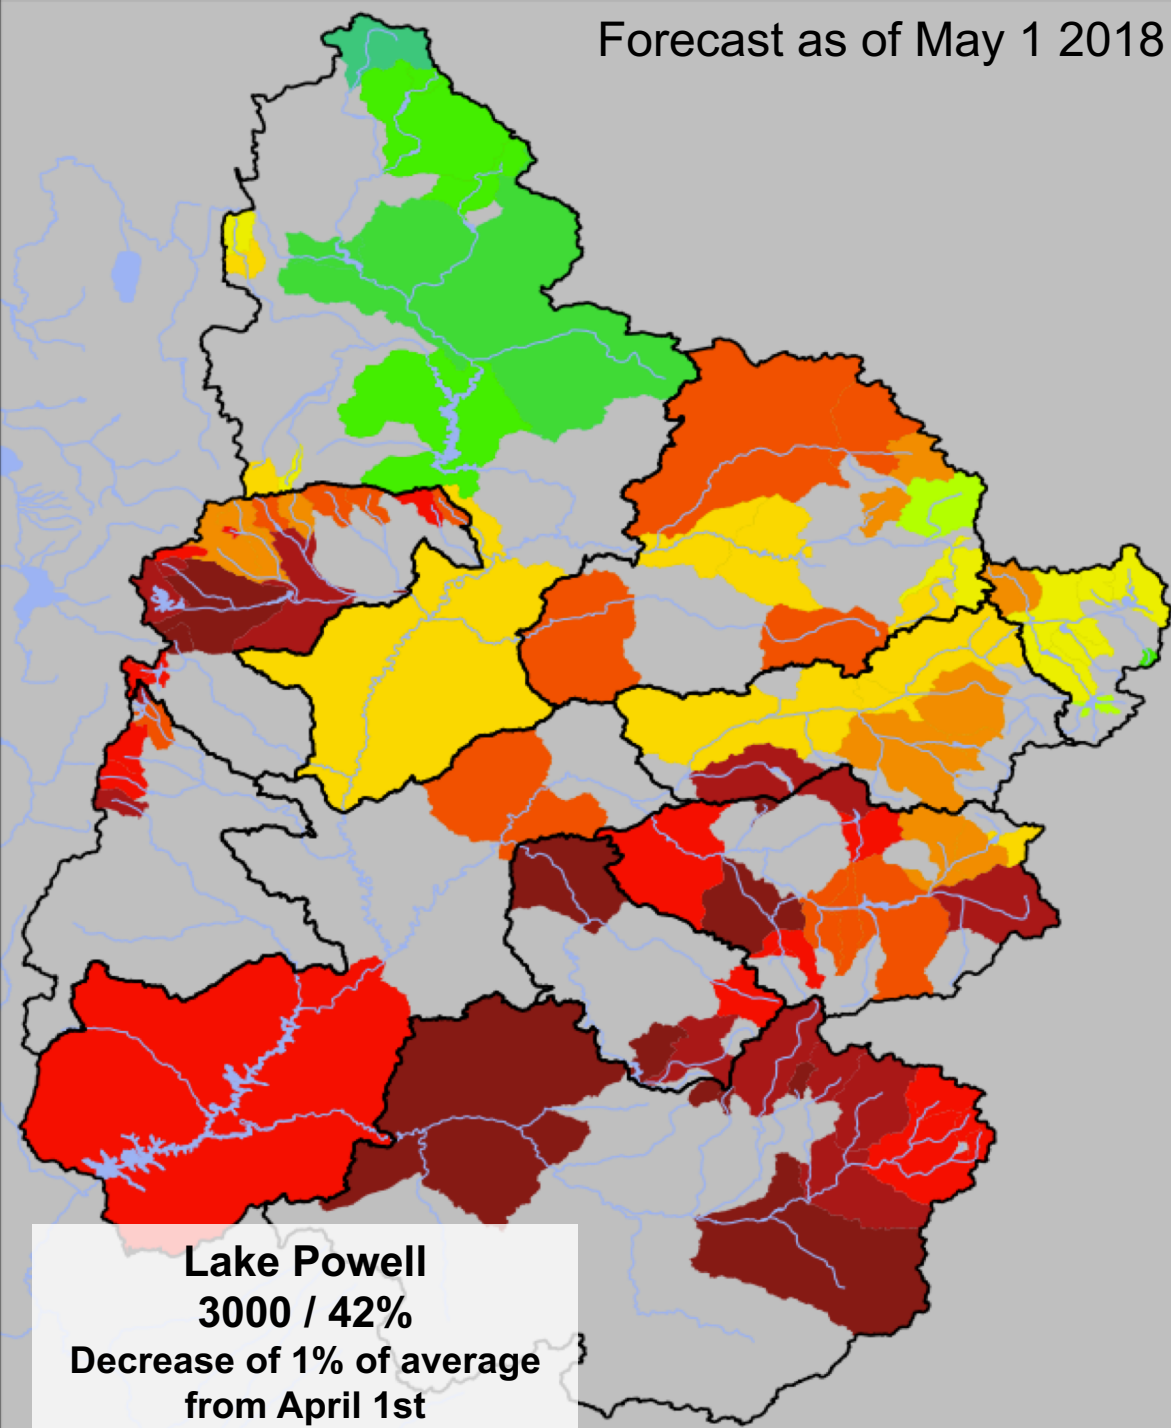 Forecast as of May 1 2018
Lake Powell
3000 / 42%
Decrease of 1% of average
from April 1st